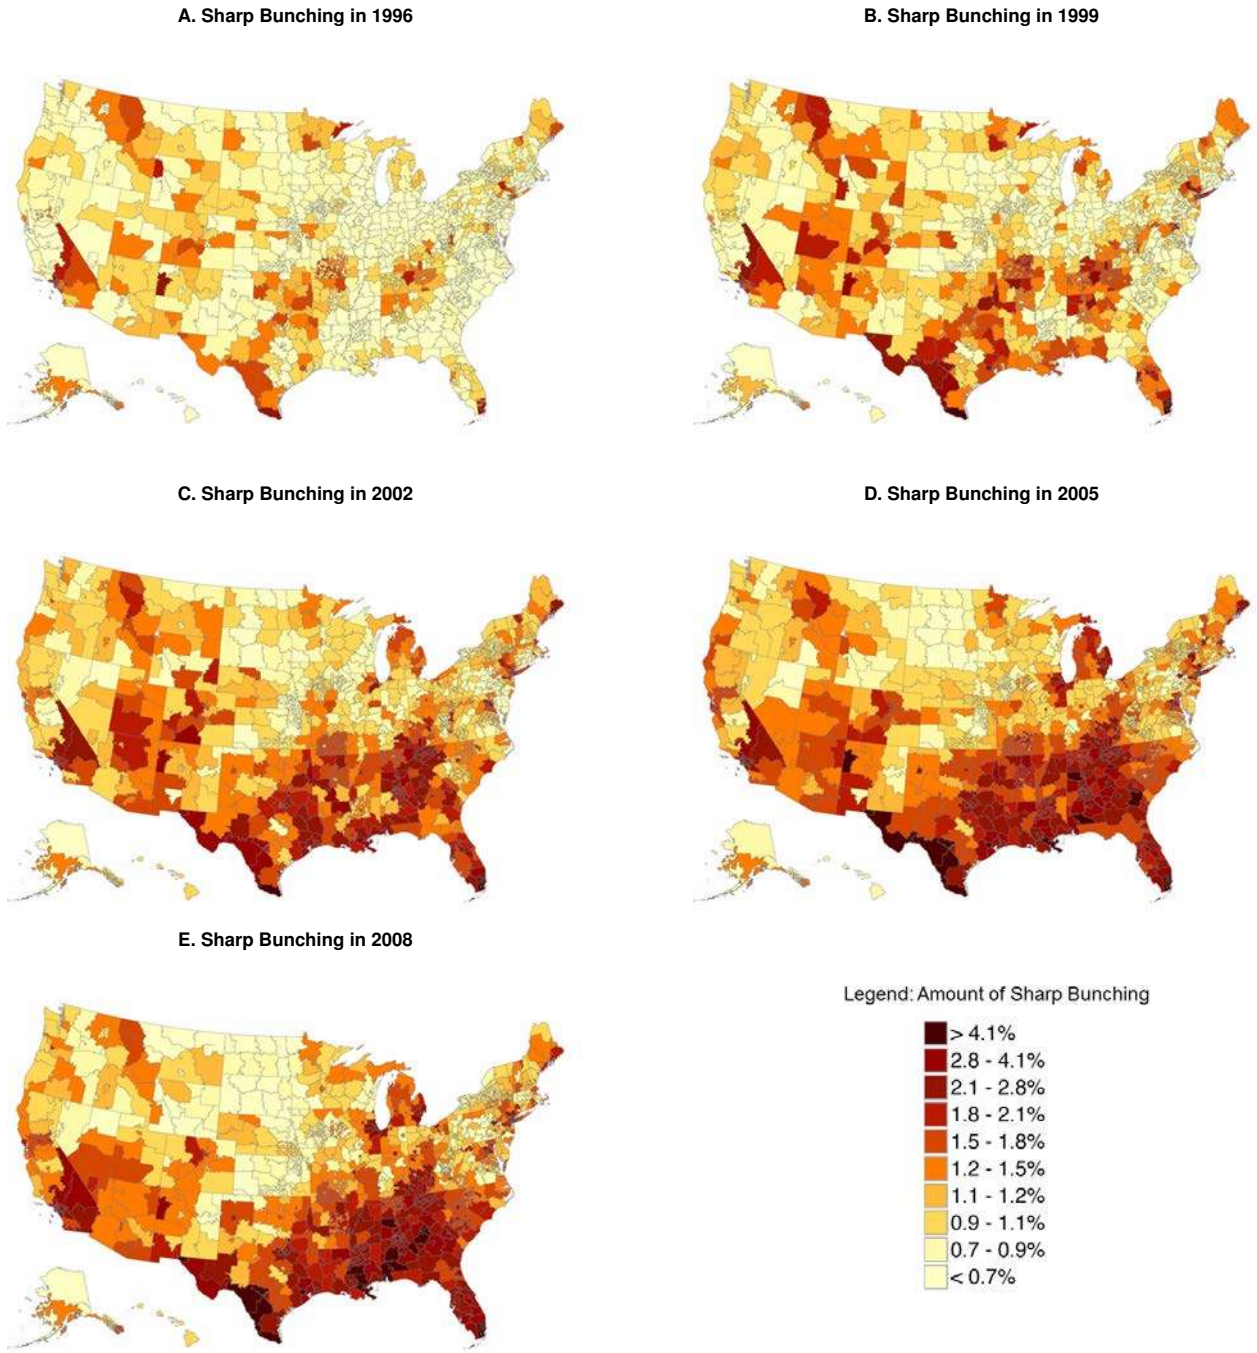 A. Sharp Bunching in 1996
B. Sharp Bunching in 1999
C. Sharp Bunching in 2002
D. Sharp Bunching in 2005
E. Sharp Bunching in 2008
Legend: Amount of Sharp Bunching
> 4.1%
2.8 - 4.1%
2.1 - 2.8%
1.8 - 2.1%
1.5 - 1.8%
1.2 - 1.5%
1.1 - 1.2%
0.9 - 1.1%
0.7 - 0.9%
< 0.7%